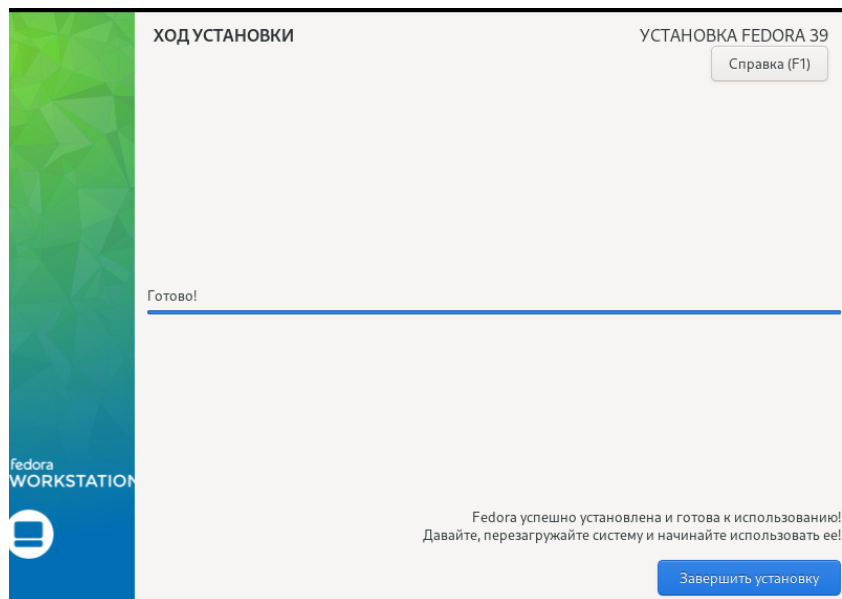 ХОД УСТАНОВКИ
УСТАНОВКА FEDORA 39
Справка (F1)
Готово!
fedora
WORKSTATION
Fedora успешно установлена и готова к использованию!
Давайте, перезагружайте систему и начинайте использовать ее!
Завершить установку